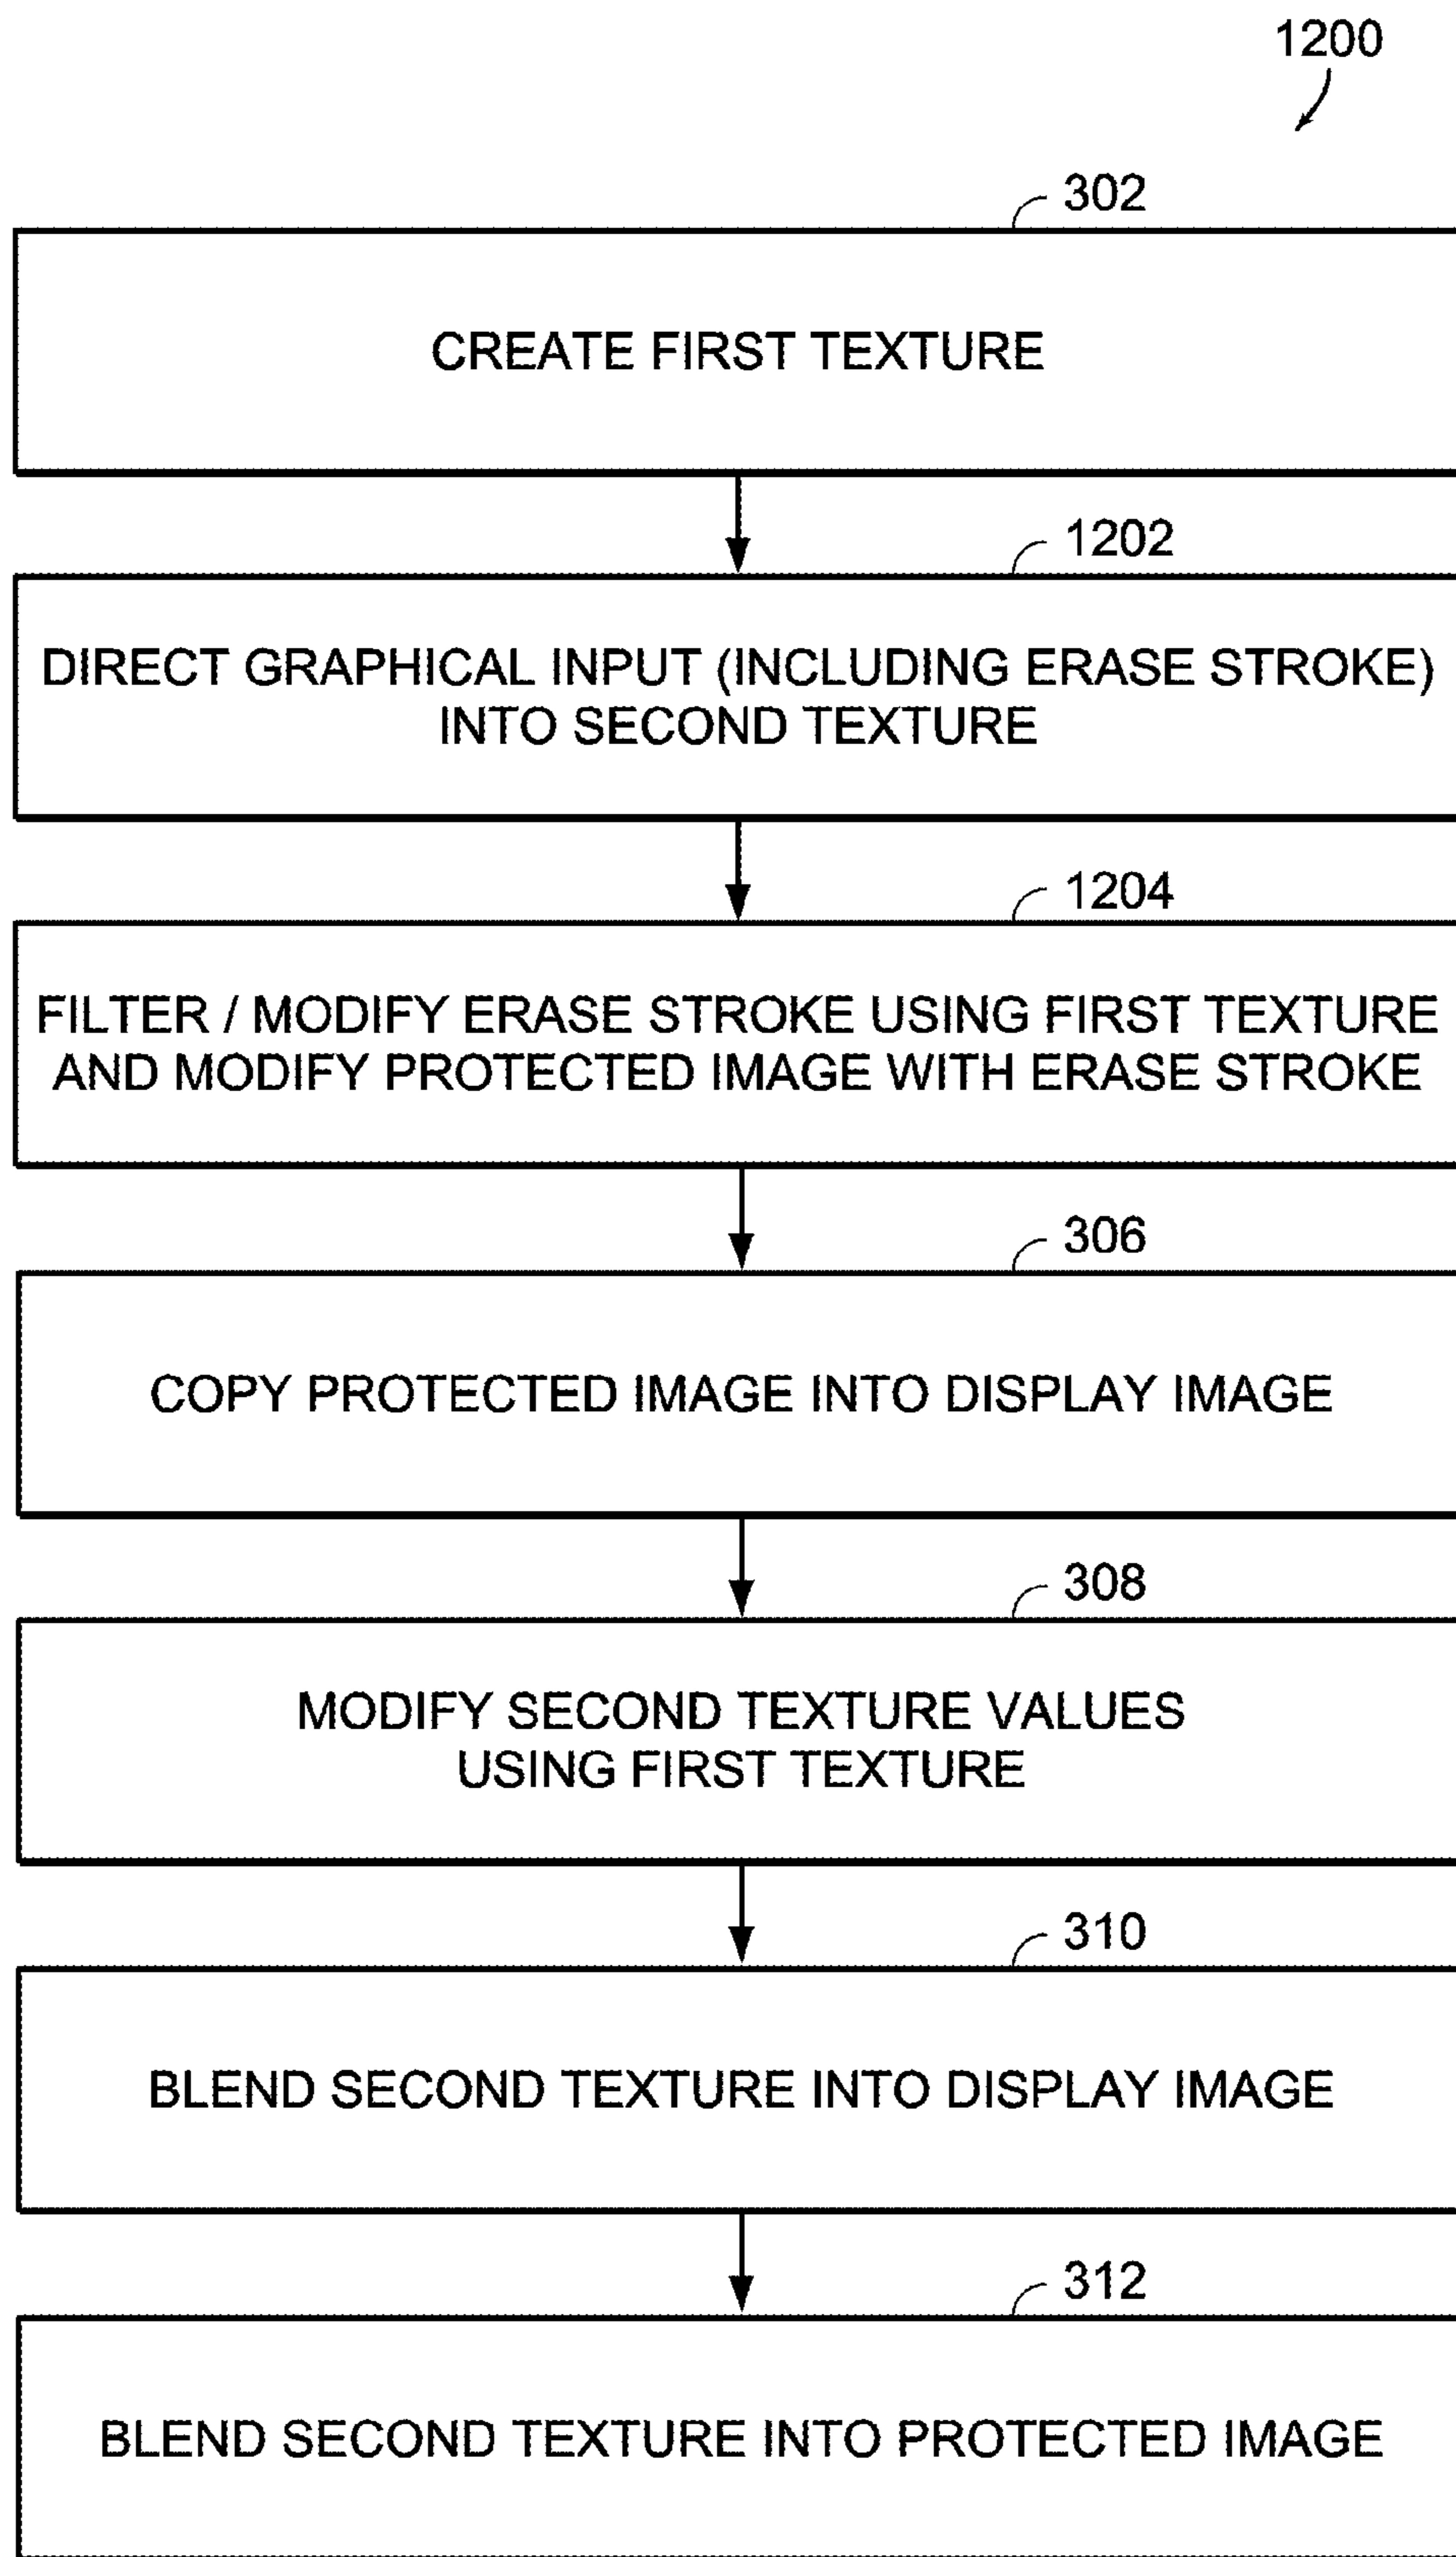 1200
302
CREATE FIRST TEXTURE
1202
DIRECT GRAPHICAL INPUT (INCLUDING ERASE STROKE)
INTO SECOND TEXTURE
1204
FILTER / MODIFY ERASE STROKE USING FIRST TEXTURE
AND MODIFY PROTECTED IMAGE WITH ERASE STROKE
306
COPY PROTECTED IMAGE INTO DISPLAY IMAGE
308
MODIFY SECOND TEXTURE VALUES
USING FIRST TEXTURE
310
BLEND SECOND TEXTURE INTO DISPLAY IMAGE
312
BLEND SECOND TEXTURE INTO PROTECTED IMAGE